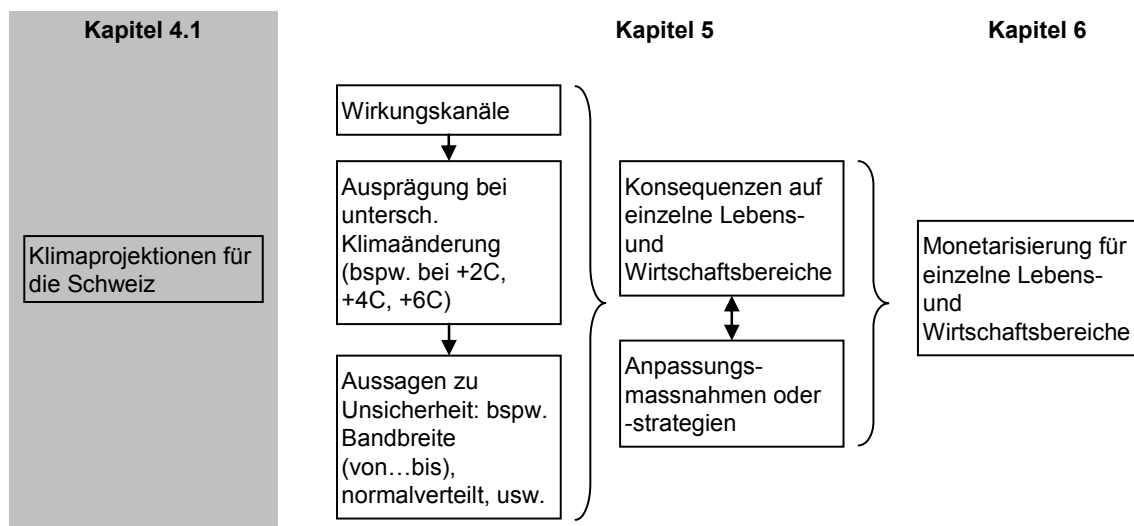 Kapitel 4.1
Kapitel 5
Kapitel 6
Klimaprojektionen für
die Schweiz
Wirkungskanäle
Ausprägung bei
untersch.
Klimaänderung
(bspw. bei +2C,
+4C, +6C)
Aussagen zu
Unsicherheit: bspw.
Bandbreite
(von…bis),
normalverteilt, usw.
Konsequenzen auf
einzelne Lebens-
und
Wirtschaftsbereiche
Anpassungs-
massnahmen oder
-strategien
Monetarisierung für
einzelne Lebens-
und
Wirtschaftsbereiche